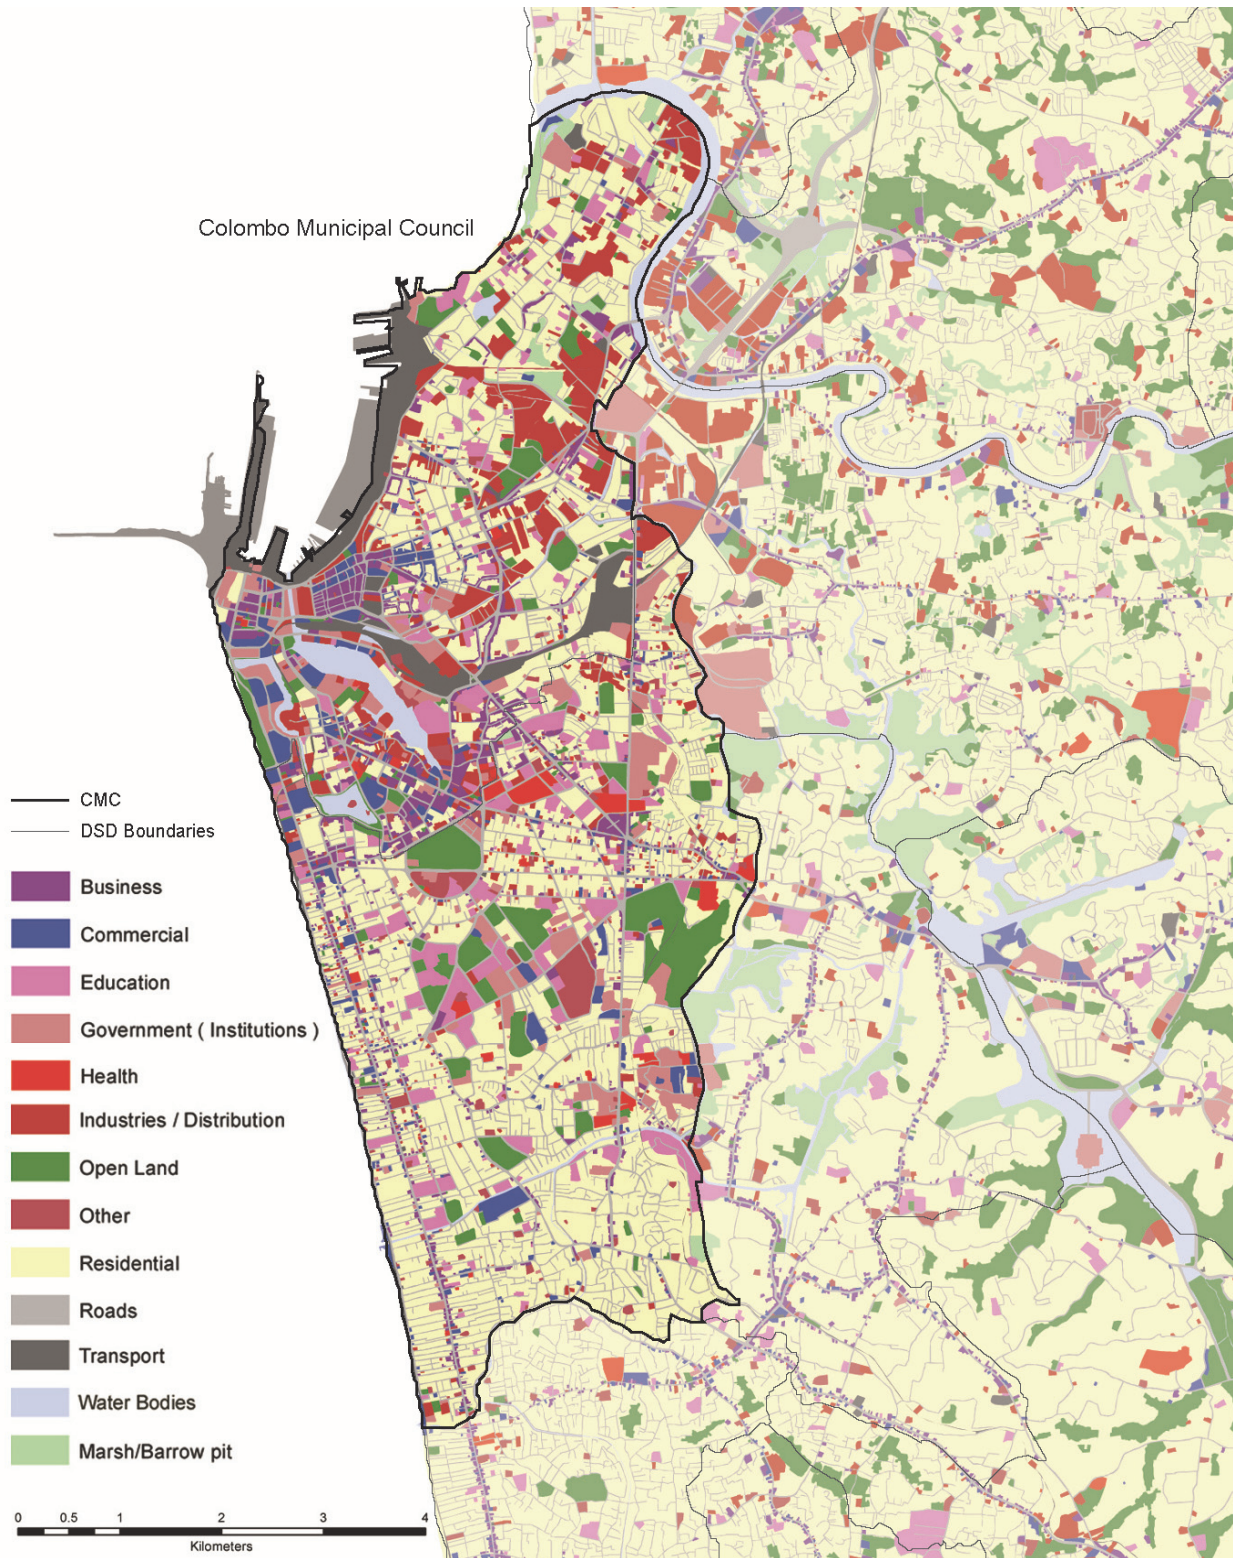 Colombo Municipal Council
CMC
DSD Boundaries
Business
Commercial
Education
Government ( Institutions )
Health
Industries / Distribution
Open Land
Other
Residential
Roads
Transport
Water Bodies
Marsh/Barrow pit
0 0.5 1 2 3 4
Kilometers